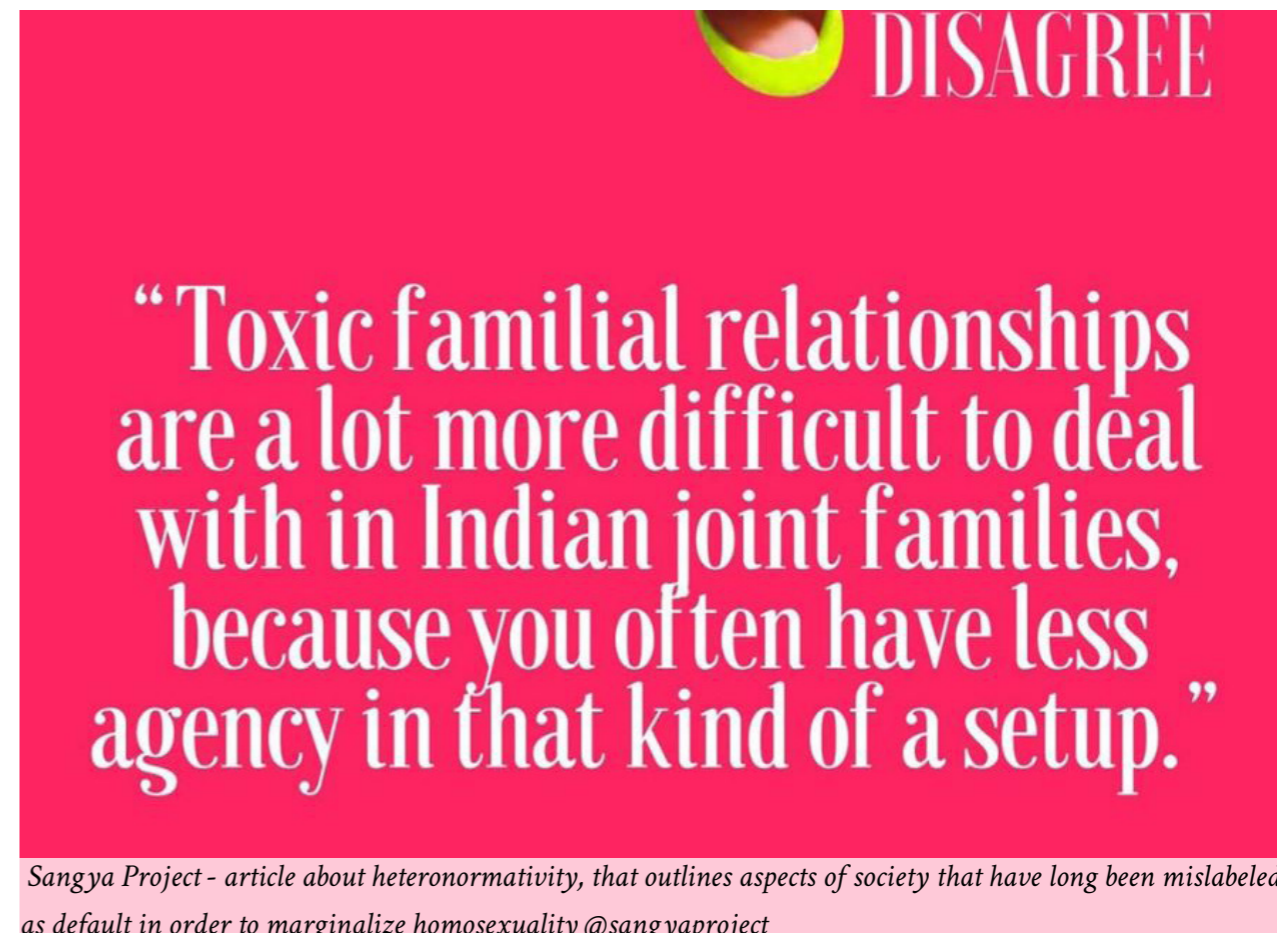 DISAGREE
“Toxic familial relationships
are a lot more difficult to deal
with in Indian joint families,
because you often have less
agency in that kind of a setup.”
Sangya Project - article about heteronormativity, that outlines aspects of society that have long been mislabeled
as default in order to marginalize homosexuality @sangyaproject